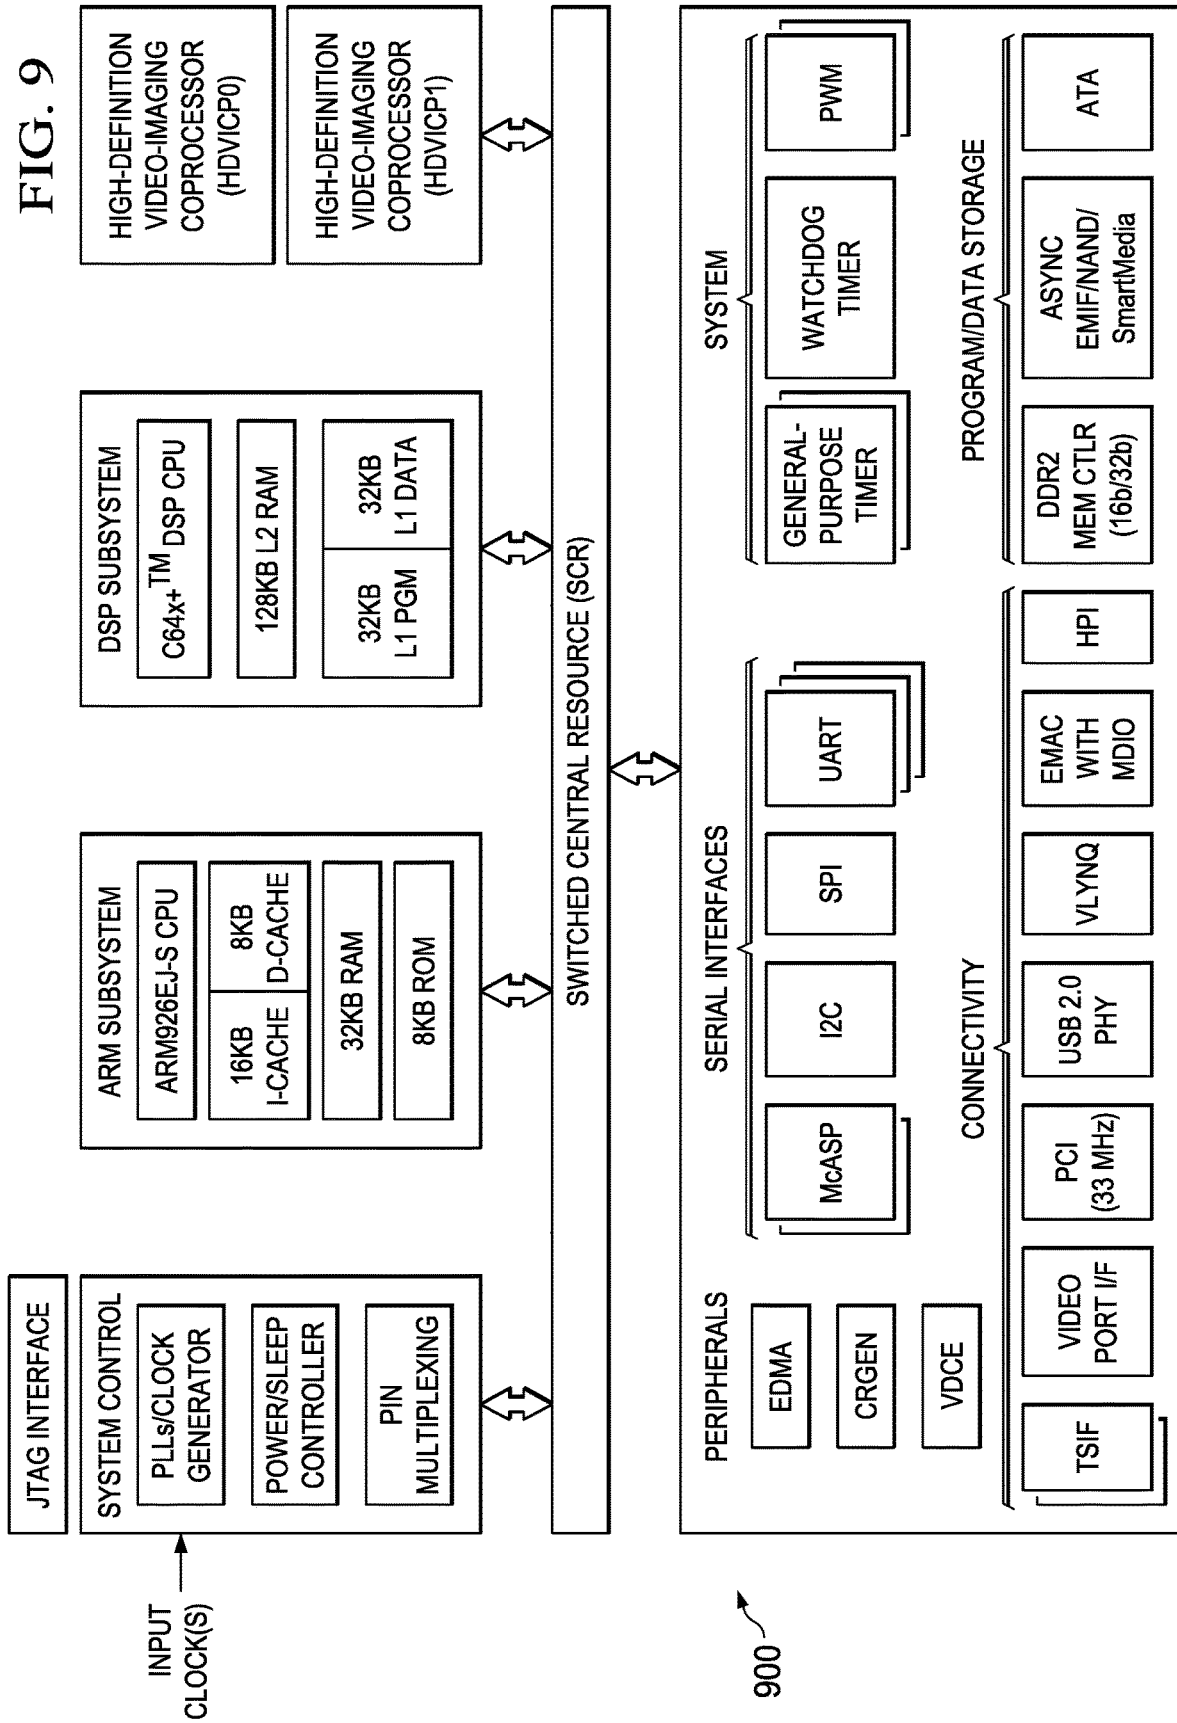 FIG. 9
JTAG INTERFACE
INPUT
CLOCK(S)
SYSTEM CONTROL
PLLs/CLOCK
GENERATOR
POWER/SLEEP
CONTROLLER
PIN
MULTIPLEXING
ARM SUBSYSTEM
ARM926EJ-S CPU
16KB
I-CACHE
8KB
D-CACHE
32KB RAM
8KB ROM
DSP SUBSYSTEM
C64x+™ DSP CPU
128KB L2 RAM
32KB
L1 PGM
32KB
L1 DATA
HIGH-DEFINITION
VIDEO-IMAGING
COPROCESSOR
(HDVICP0)
HIGH-DEFINITION
VIDEO-IMAGING
COPROCESSOR
(HDVICP1)
SWITCHED CENTRAL RESOURCE (SCR)
900
PERIPHERALS
EDMA
CRGEN
VDCE
SERIAL INTERFACES
McASP
I2C
SPI
UART
SYSTEM
GENERAL-
PURPOSE
TIMER
WATCHDOG
TIMER
PWM
CONNECTIVITY
TSIF
VIDEO
PORT I/F
PCI
(33 MHz)
USB 2.0
PHY
VLYNQ
EMAC
WITH
MDIO
HPI
PROGRAM/DATA STORAGE
DDR2
MEM CTLR
(16b/32b)
ASYNC
EMIF/NAND/
SmartMedia
ATA